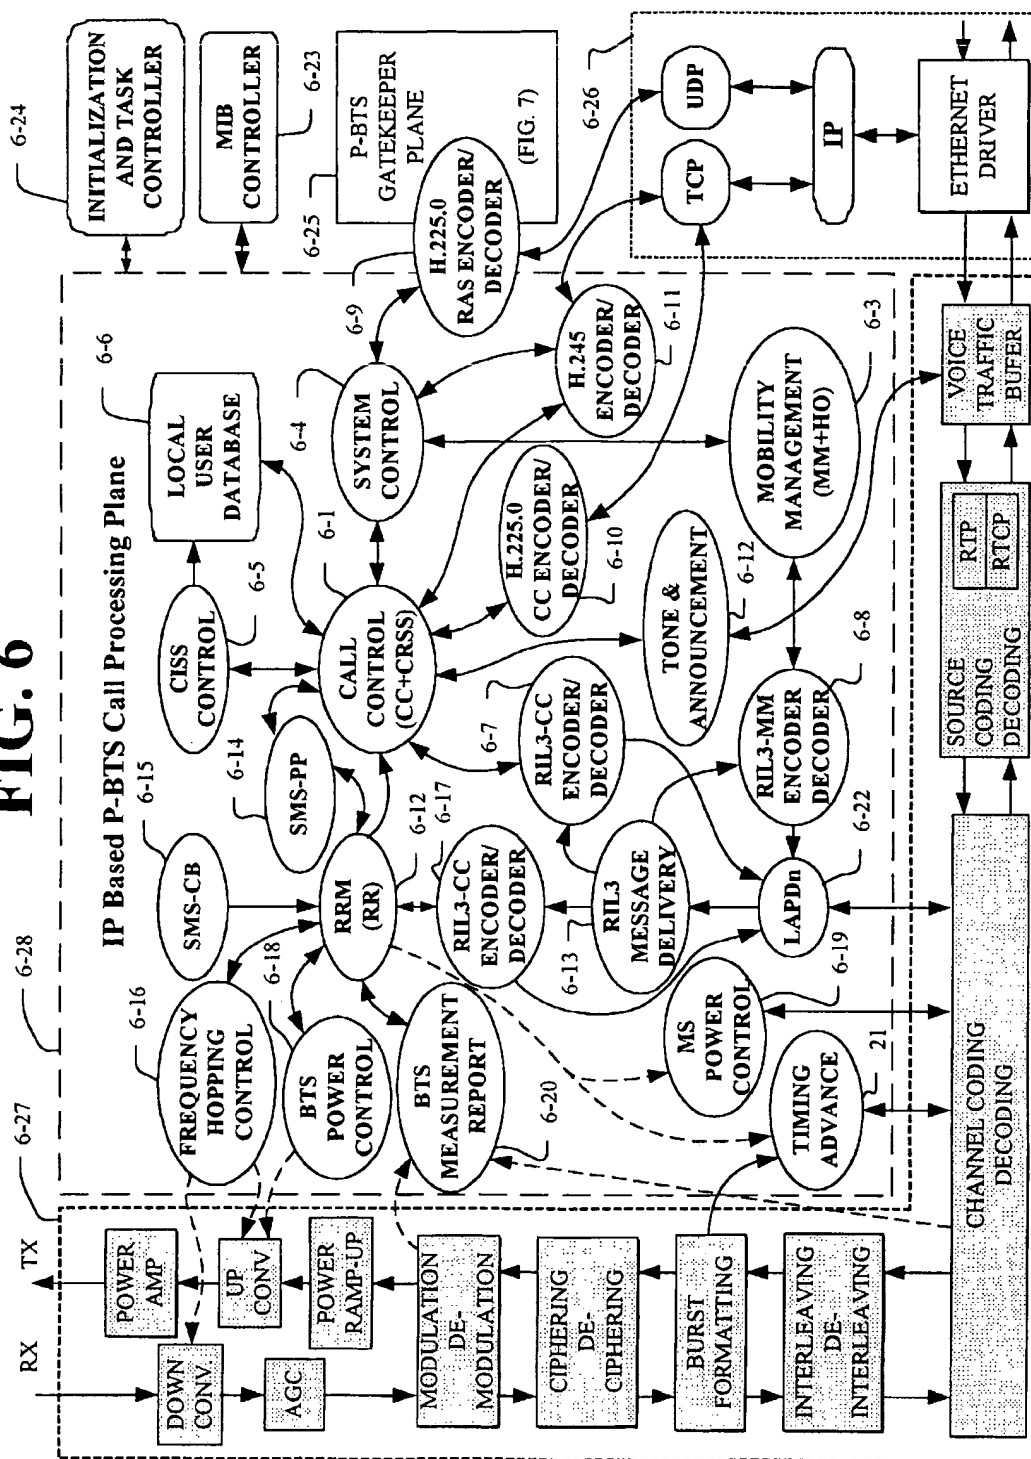 FIG. 6
IP Based P-BTS Call Processing Plane
6-27
6-28
RX
TX
DOWN
CONV.
AGC
POWER
AMP
UP
CONV
POWER
RAMP-UP
MODULATION
DE-
MODULATION
CIPHERING
DE-
CIPHERING
BURST
FORMATTING
INTERLEAVING
DE-
INTERLEAVING
CHANNEL CODING
DECODING
6-16
FREQUENCY
HOPPING
CONTROL
6-18
BTS
POWER
CONTROL
BTS
MEASUREMENT
REPORT
6-20
MS
POWER
CONTROL
6-19
TIMING
ADVANCE
21
6-15
SMS-CB
6-14
SMS-PP
RRM
(RR)
6-12
6-17
RIL3-CC
ENCODER/
DECODER
6-13
RIL3
MESSAGE
DELIVERY
LAPDn
6-22
CISS
CONTROL
6-5
LOCAL
USER
DATABASE
6-6
6-1
CALL
CONTROL
(CC+CRSS)
6-7
RIL3-CC
ENCODER/
DECODER
RIL3-MM
ENCODER
DECODER
6-8
6-4
SYSTEM
CONTROL
H.225.0
CC ENCODER/
DECODER
6-10
TONE &
ANNOUNCEMENT
6-12
H.245
ENCODER/
DECODER
6-11
MOBILITY
MANAGEMENT
(MM+HO)
6-3
6-9
H.225.0
RAS ENCODER/
DECODER
6-24
INITIALIZATION
AND TASK
CONTROLLER
MIB
CONTROLLER
6-23
6-25
P-BTS
GATEKEEPER
PLANE
(FIG. 7)
6-26
TCP
UDP
IP
ETHERNET
DRIVER
VOICE
TRAFFIC
BUFFER
SOURCE
CODING
DECODING
RTP
RTCP